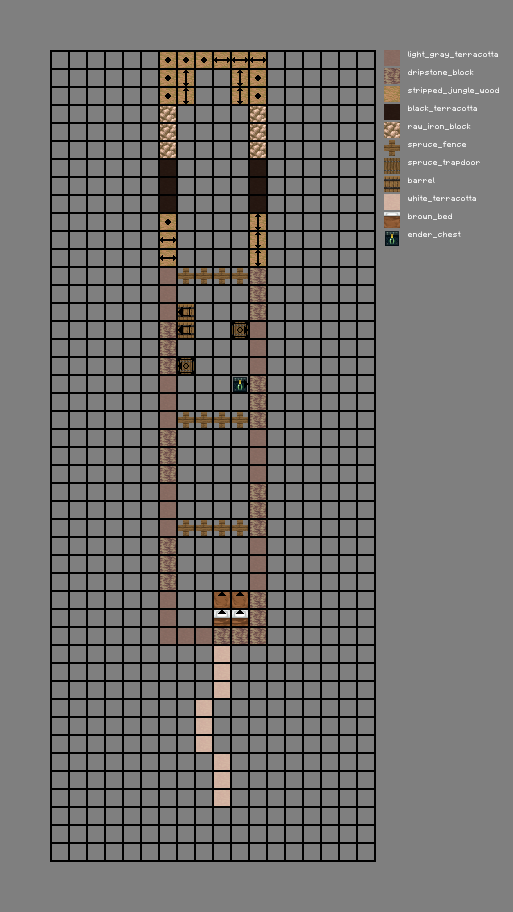 light_gray_terracotta
dripstone_block
stripped_jungle_wood
black_terracotta
raw_iron_block
spruce_fence
spruce_trapdoor
barrel
white_terracotta
brown_bed
ender_chest